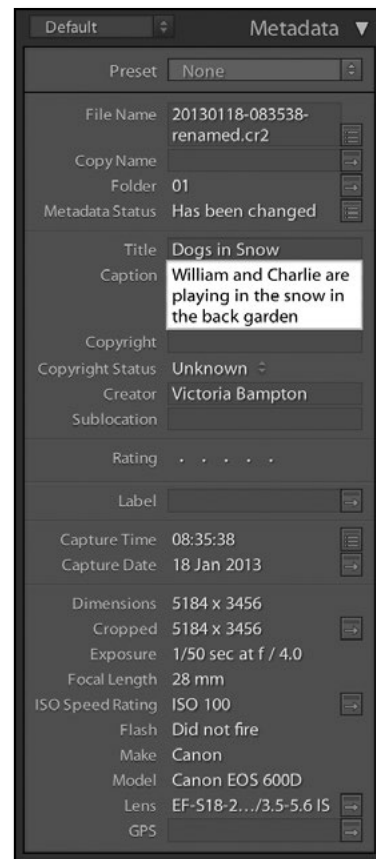 Default Metadata
Preset None
File Name 20130118-083538-
renamed.cr2
Copy Name
Folder 01
Metadata Status Has been changed
Title Dogs in Snow
Caption William and Charlie are
playing in the snow in
the back garden
Copyright
Copyright Status Unknown
Creator Victoria Bampton
Sublocation
Rating . . . . .
Label
Capture Time 08:35:38
Capture Date 18 Jan 2013
Dimensions 5184 x 3456
Cropped 5184 x 3456
Exposure 1/50 sec at f / 4.0
Focal Length 28 mm
ISO Speed Rating ISO 100
Flash Did not fire
Make Canon
Model Canon EOS 600D
Lens EF-S18-2…/3.5-5.6 IS
GPS